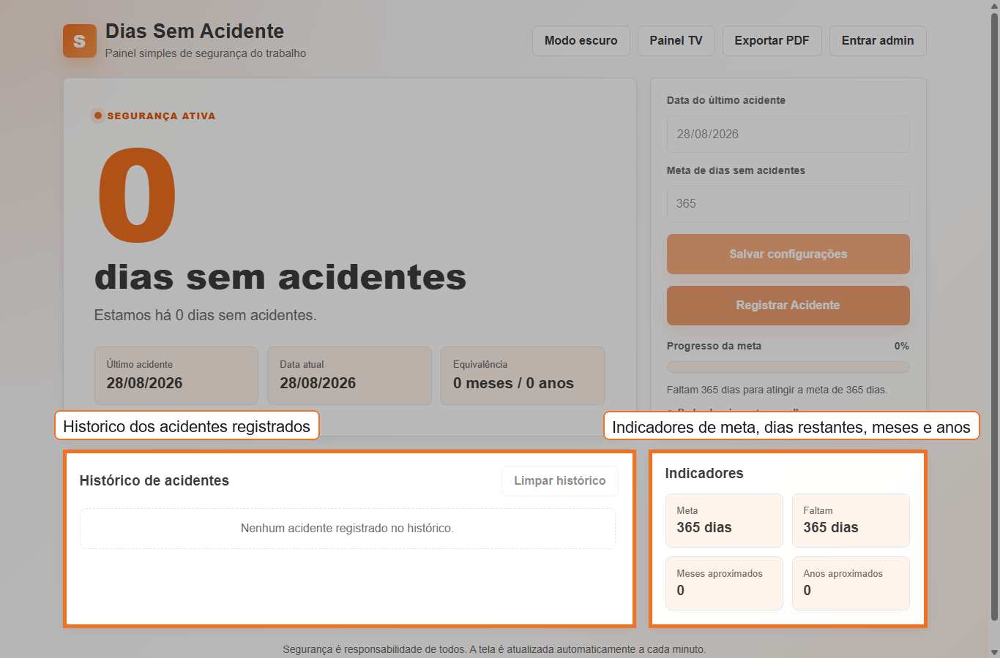 S
Dias Sem Acidente
Painel simples de segurança do trabalho
Modo escuro
Painel TV
Exportar PDF
Entrar admin
SEGURANÇA ATIVA
0
dias sem acidentes
Estamos há 0 dias sem acidentes.
Último acidente
28/08/2026
Data atual
28/08/2026
Equivalência
0 meses / 0 anos
Data do último acidente
28/08/2026
Meta de dias sem acidentes
365
Salvar configurações
Registrar Acidente
Progresso da meta 0%
Faltam 365 dias para atingir a meta de 365 dias.
Historico dos acidentes registrados
Indicadores de meta, dias restantes, meses e anos
Histórico de acidentes
Limpar histórico
Nenhum acidente registrado no histórico.
Indicadores
Meta
365 dias
Faltam
365 dias
Meses aproximados
0
Anos aproximados
0
Segurança é responsabilidade de todos. A tela é atualizada automaticamente a cada minuto.